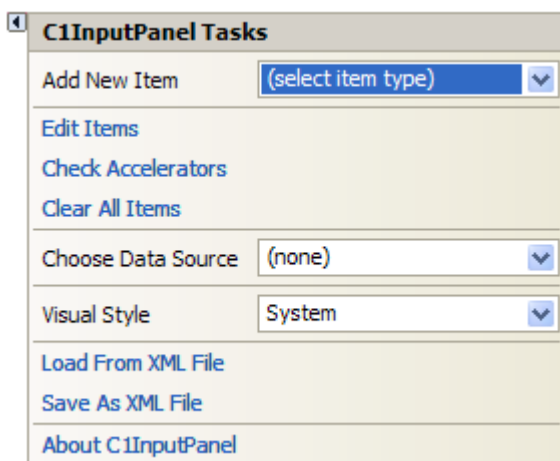 C1InputPanel Tasks
Add New Item (select item type)
Edit Items
Check Accelerators
Clear All Items
Choose Data Source (none)
Visual Style System
Load From XML File
Save As XML File
About C1InputPanel